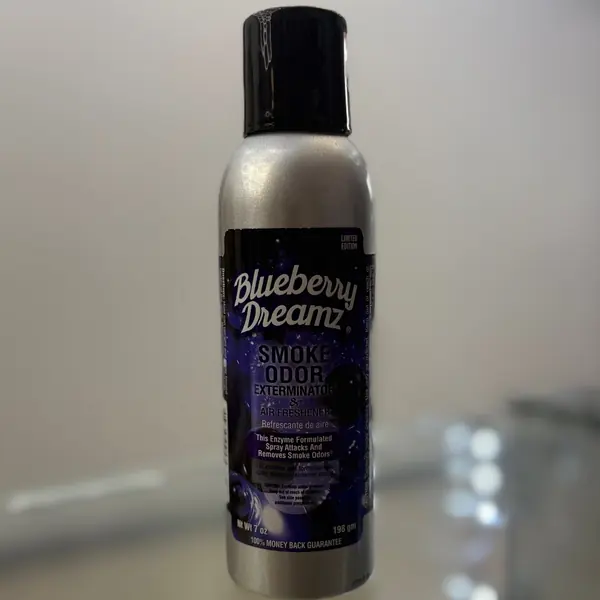 LIMITED
EDITION
Blueberry
Dreamz
SMOKE
ODOR
EXTERMINATOR
&
AIR FRESHENER
Refrescante de aire
This Enzyme Formulated
Spray Attacks And
Removes Smoke Odors
Net Wt 7 oz 198 gm
100% MONEY BACK GUARANTEE